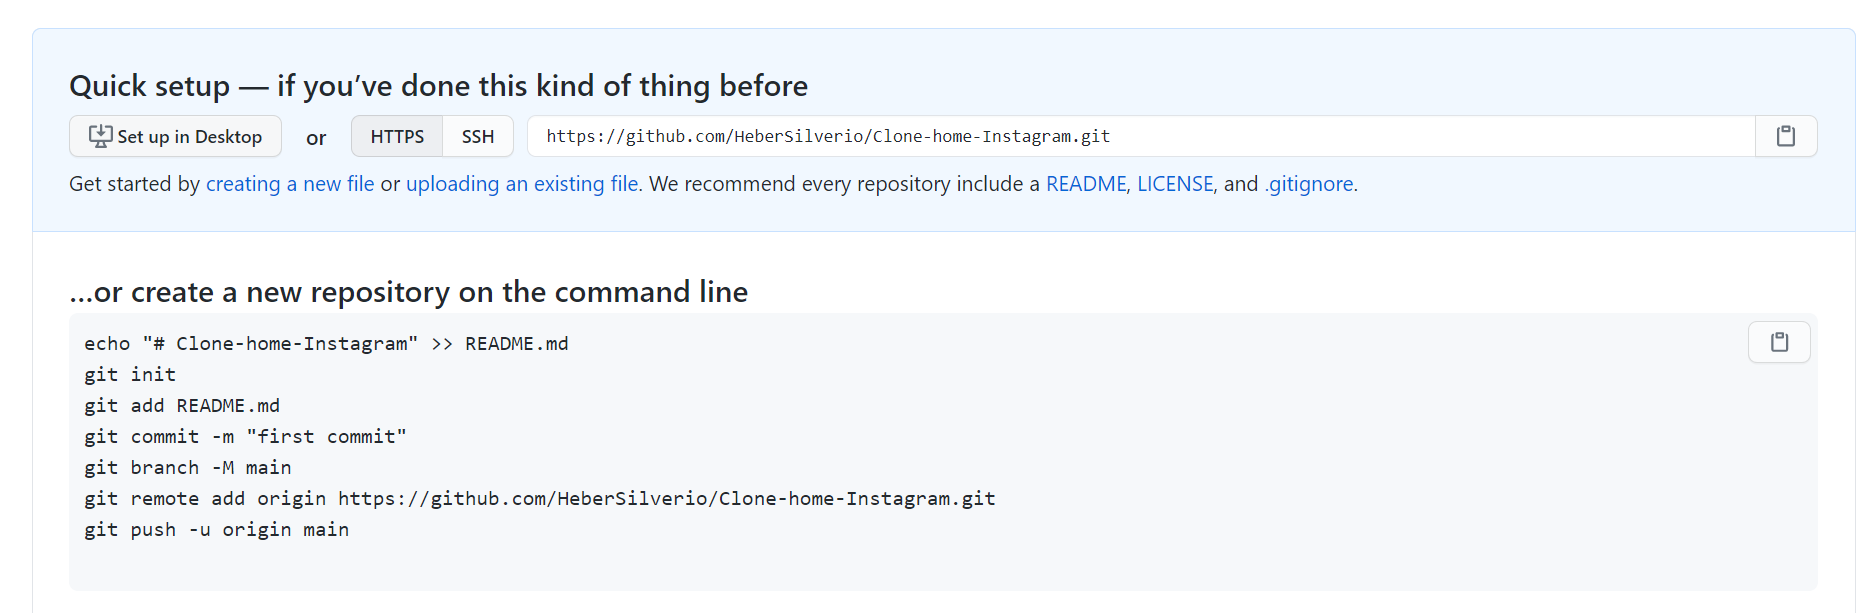 Quick setup — if you’ve done this kind of thing before
Set up in Desktop or HTTPS SSH https://github.com/HeberSilverio/Clone-home-Instagram.git
Get started by creating a new file or uploading an existing file. We recommend every repository include a README, LICENSE, and .gitignore.
…or create a new repository on the command line
echo "# Clone-home-Instagram" >> README.md
git init
git add README.md
git commit -m "first commit"
git branch -M main
git remote add origin https://github.com/HeberSilverio/Clone-home-Instagram.git
git push -u origin main